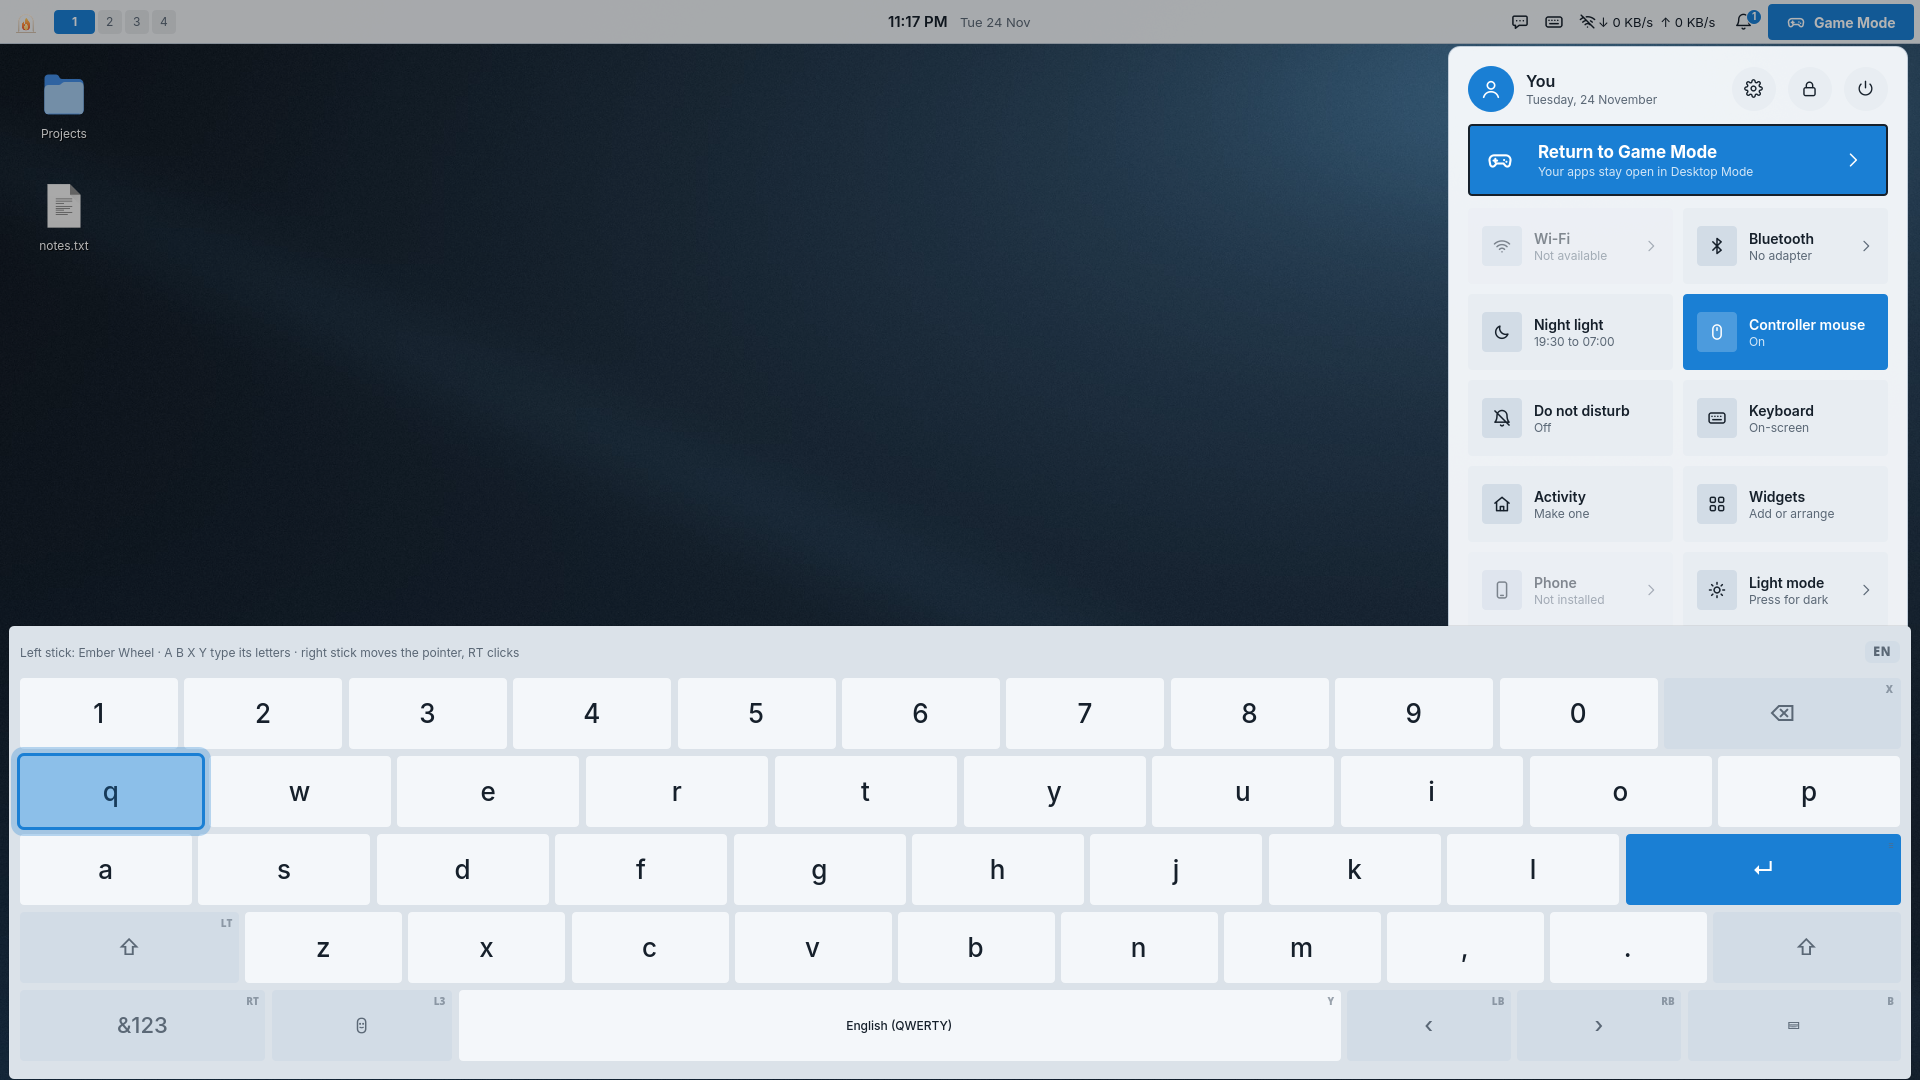 1 2 3 4
11:17 PM Tue 24 Nov
0 KB/s 0 KB/s
1
Game Mode
Projects
notes.txt
You
Tuesday, 24 November
Return to Game Mode
Your apps stay open in Desktop Mode
Wi-Fi
Not available
Bluetooth
No adapter
Night light
19:30 to 07:00
Controller mouse
On
Do not disturb
Off
Keyboard
On-screen
Activity
Make one
Widgets
Add or arrange
Phone
Not installed
Light mode
Press for dark
Left stick: Ember Wheel · A B X Y type its letters · right stick moves the pointer, RT clicks
EN
1 2 3 4 5 6 7 8 9 0 X
q w e r t y u i o p
a s d f g h j k l
LT z x c v b n m , .
&123 RT L3 English (QWERTY) Y ‹ LB › RB B